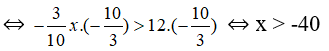 ⇔ -3/10 x.(-10/3) > 12.(-10/3) ⇔ x > -40